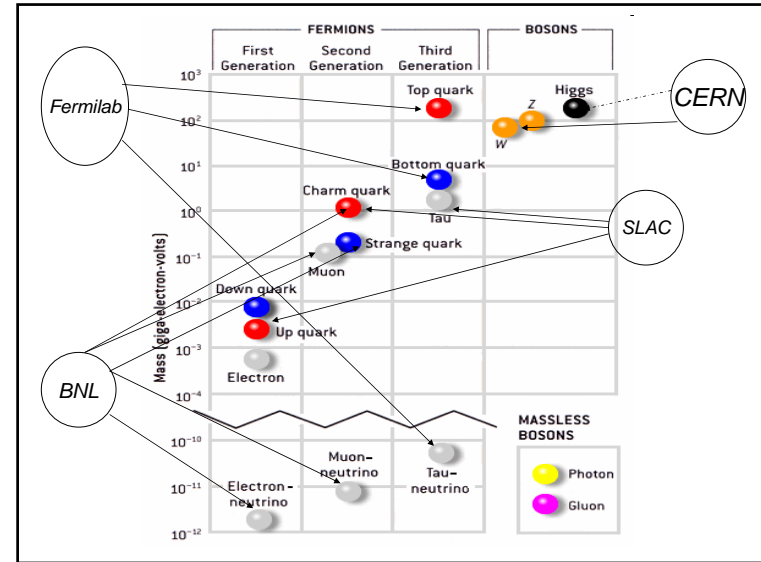 FERMIONS
BOSONS
First
Generation
Second
Generation
Third
Generation
10³
10²
10¹
10⁰
10⁻¹
10⁻²
10⁻³
10⁻⁴
10⁻¹⁰
10⁻¹¹
10⁻¹²
Mass (giga-electron-volts)
Fermilab
CERN
SLAC
BNL
Top quark
Higgs
Z
W
Bottom quark
Charm quark
Tau
Strange quark
Muon
Down quark
Up quark
Electron
Muon-
neutrino
Tau-
neutrino
Electron-
neutrino
MASSLESS
BOSONS
Photon
Gluon